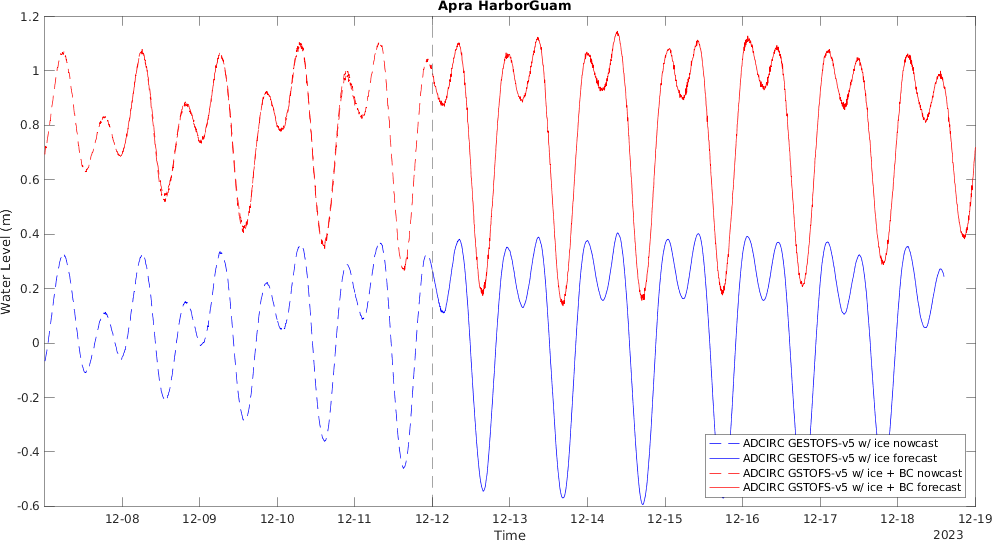 Apra HarborGuam
1.2
1
0.8
0.6
0.4
0.2
0
-0.2
-0.4
-0.6
Water Level (m)
ADCIRC GESTOFS-v5 w/ ice nowcast
ADCIRC GESTOFS-v5 w/ ice forecast
ADCIRC GSTOFS-v5 w/ ice + BC nowcast
ADCIRC GSTOFS-v5 w/ ice + BC forecast
12-08 12-09 12-10 12-11 12-12 12-13 12-14 12-15 12-16 12-17 12-18 12-19
Time
2023